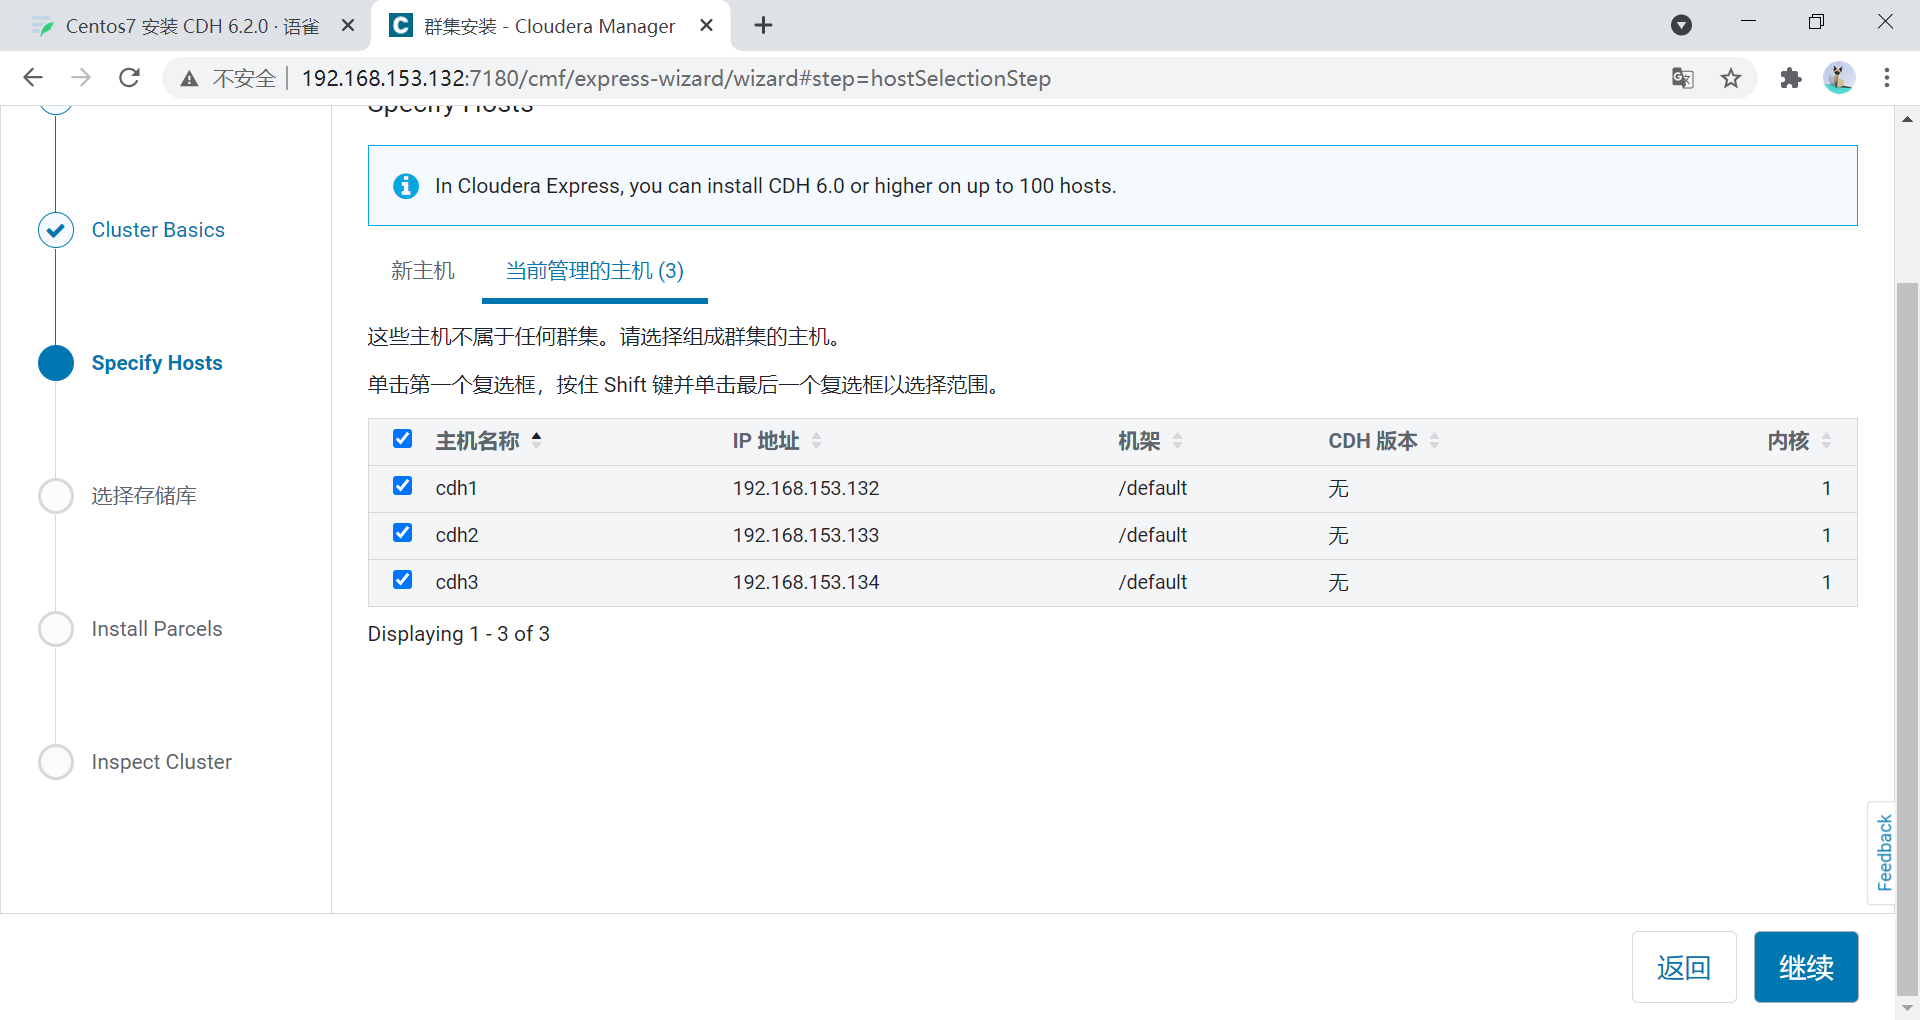 Centos7 安装 CDH 6.2.0 · 语雀
群集安装 - Cloudera Manager
不安全
192.168.153.132:7180/cmf/express-wizard/wizard#step=hostSelectionStep
Specify Hosts
In Cloudera Express, you can install CDH 6.0 or higher on up to 100 hosts.
Cluster Basics
Specify Hosts
选择存储库
Install Parcels
Inspect Cluster
新主机 当前管理的主机 (3)
这些主机不属于任何群集。请选择组成群集的主机。
单击第一个复选框，按住 Shift 键并单击最后一个复选框以选择范围。
主机名称 IP 地址 机架 CDH 版本 内核
cdh1 192.168.153.132 /default 无 1
cdh2 192.168.153.133 /default 无 1
cdh3 192.168.153.134 /default 无 1
Displaying 1 - 3 of 3
Feedback
返回 继续